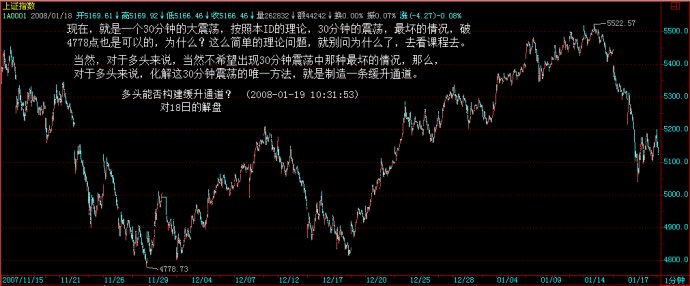 上证指数
1A0001 2008/01/18 开5169.61↓高5169.92↓低5166.46↓收5166.46↓量262832↓额44242↓换0.00% 振0.07% 涨(-4.27)-0.08%
现在，就是一个30分钟的大震荡，按照本ID的理论，30分钟的震荡，最坏的情况，破
4778点也是可以的，为什么？这么简单的理论问题，就别问为什么了，去看课程去。
当然，对于多头来说，当然不希望出现30分钟震荡中那种最坏的情况，那么，
对于多头来说，化解这30分钟震荡的唯一方法，就是制造一条缓升通道。
多头能否构建缓升通道？ (2008-01-19 10:31:53)
对18日的解盘
5522.57
5500.0
5400.0
5300.0
5200.0
5100.0
5000.0
4900.0
4800.0
4778.73
2007/11/15 11/21 11/26 11/29 12/04 12/07 12/12 12/17 12/20 12/25 12/28 01/04 01/09 01/14 01/17 1分钟